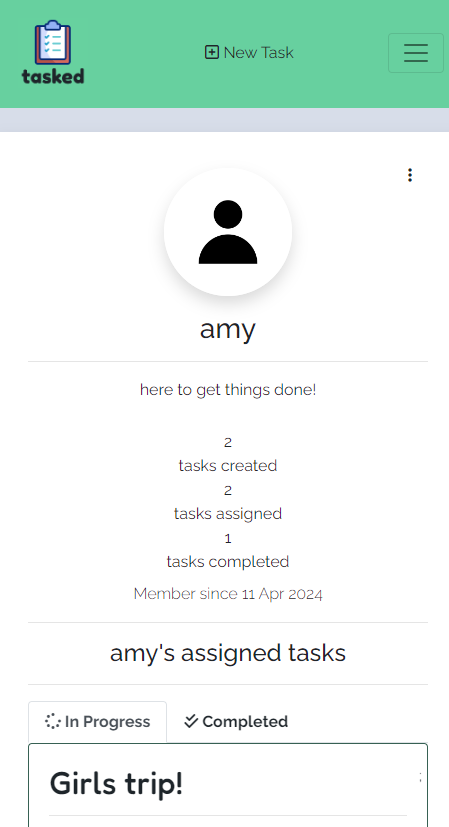 New Task
tasked
amy
here to get things done!
2
tasks created
2
tasks assigned
1
tasks completed
Member since 11 Apr 2024
amy's assigned tasks
In Progress
Completed
Girls trip!
;